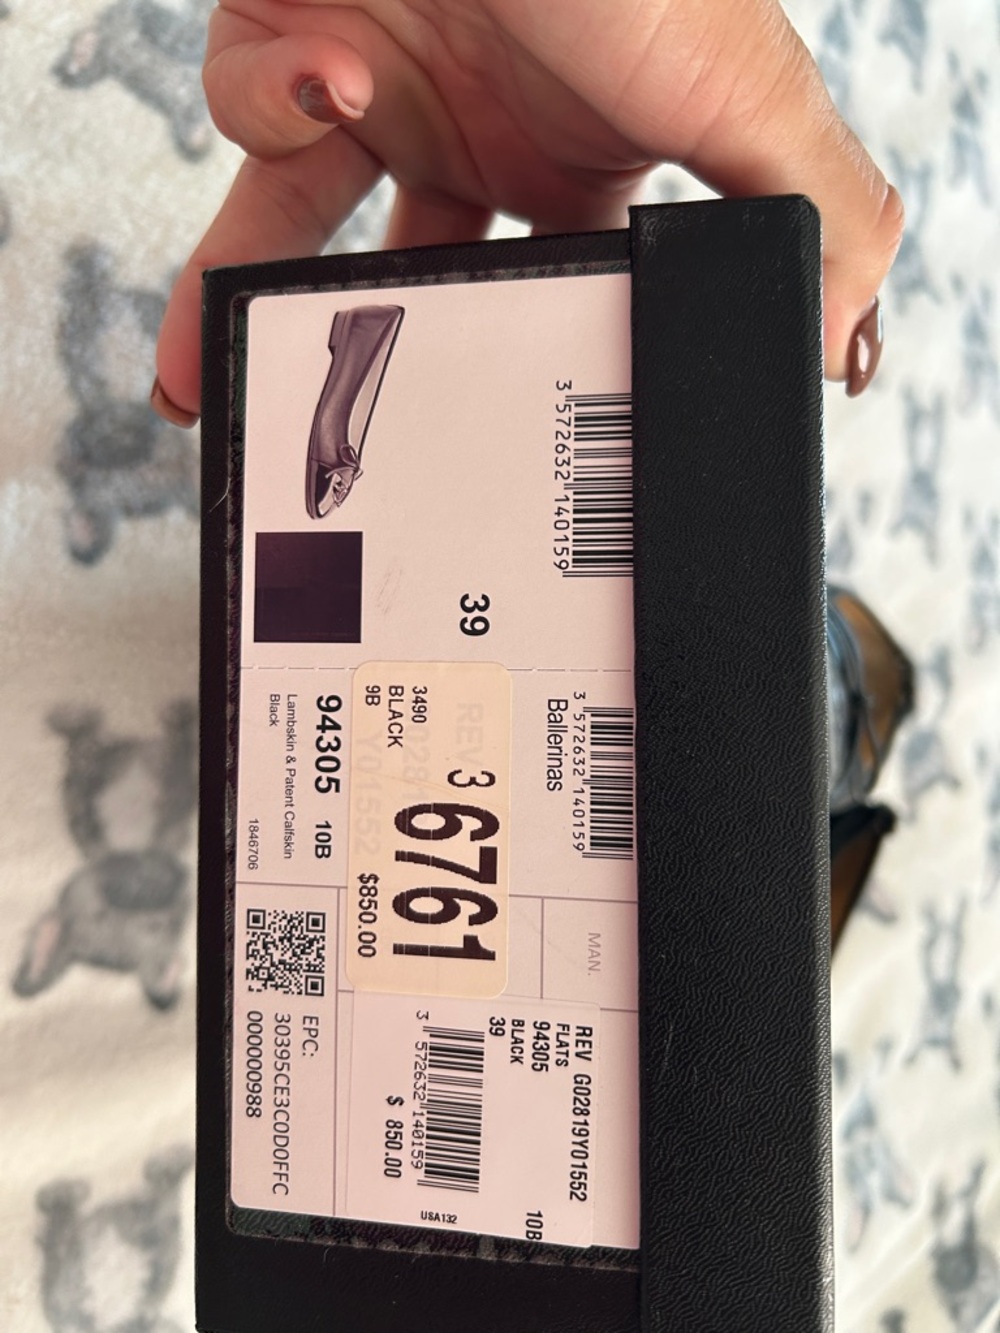 3 572632 140159
39
3 572632 140159
Ballerinas
3490
BLACK
9B
3 6761
$850.00
94305 10B
Lambskin & Patent Calfskin
Black
1846706
MAN.
EPC:
30395CE3C0D0FFC
000000988
REV G02819Y01552
FLATS
94305 10B
BLACK
39
3 572632 140159
$ 850.00
USA132